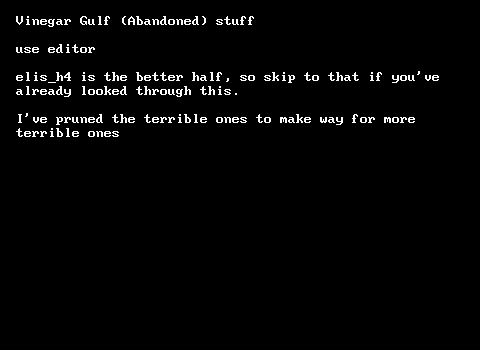 Vinegar Gulf (Abandoned) stuff
use editor
elis_h4 is the better half, so skip to that if you've
already looked through this.
I've pruned the terrible ones to make way for more
terrible ones